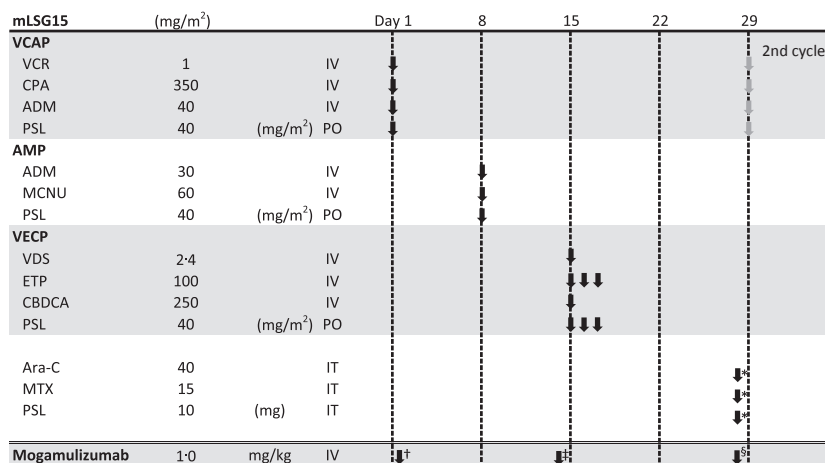 mLSG15 (mg/m²) Day 1 8 15 22 29
VCAP 2nd cycle
VCR 1 IV
CPA 350 IV
ADM 40 IV
PSL 40 (mg/m²) PO
AMP
ADM 30 IV
MCNU 60 IV
PSL 40 (mg/m²) PO
VECP
VDS 2·4 IV
ETP 100 IV
CBDCA 250 IV
PSL 40 (mg/m²) PO
Ara-C 40 IT *
MTX 15 IT *
PSL 10 (mg) IT *
Mogamulizumab 1·0 mg/kg IV † ‡ §